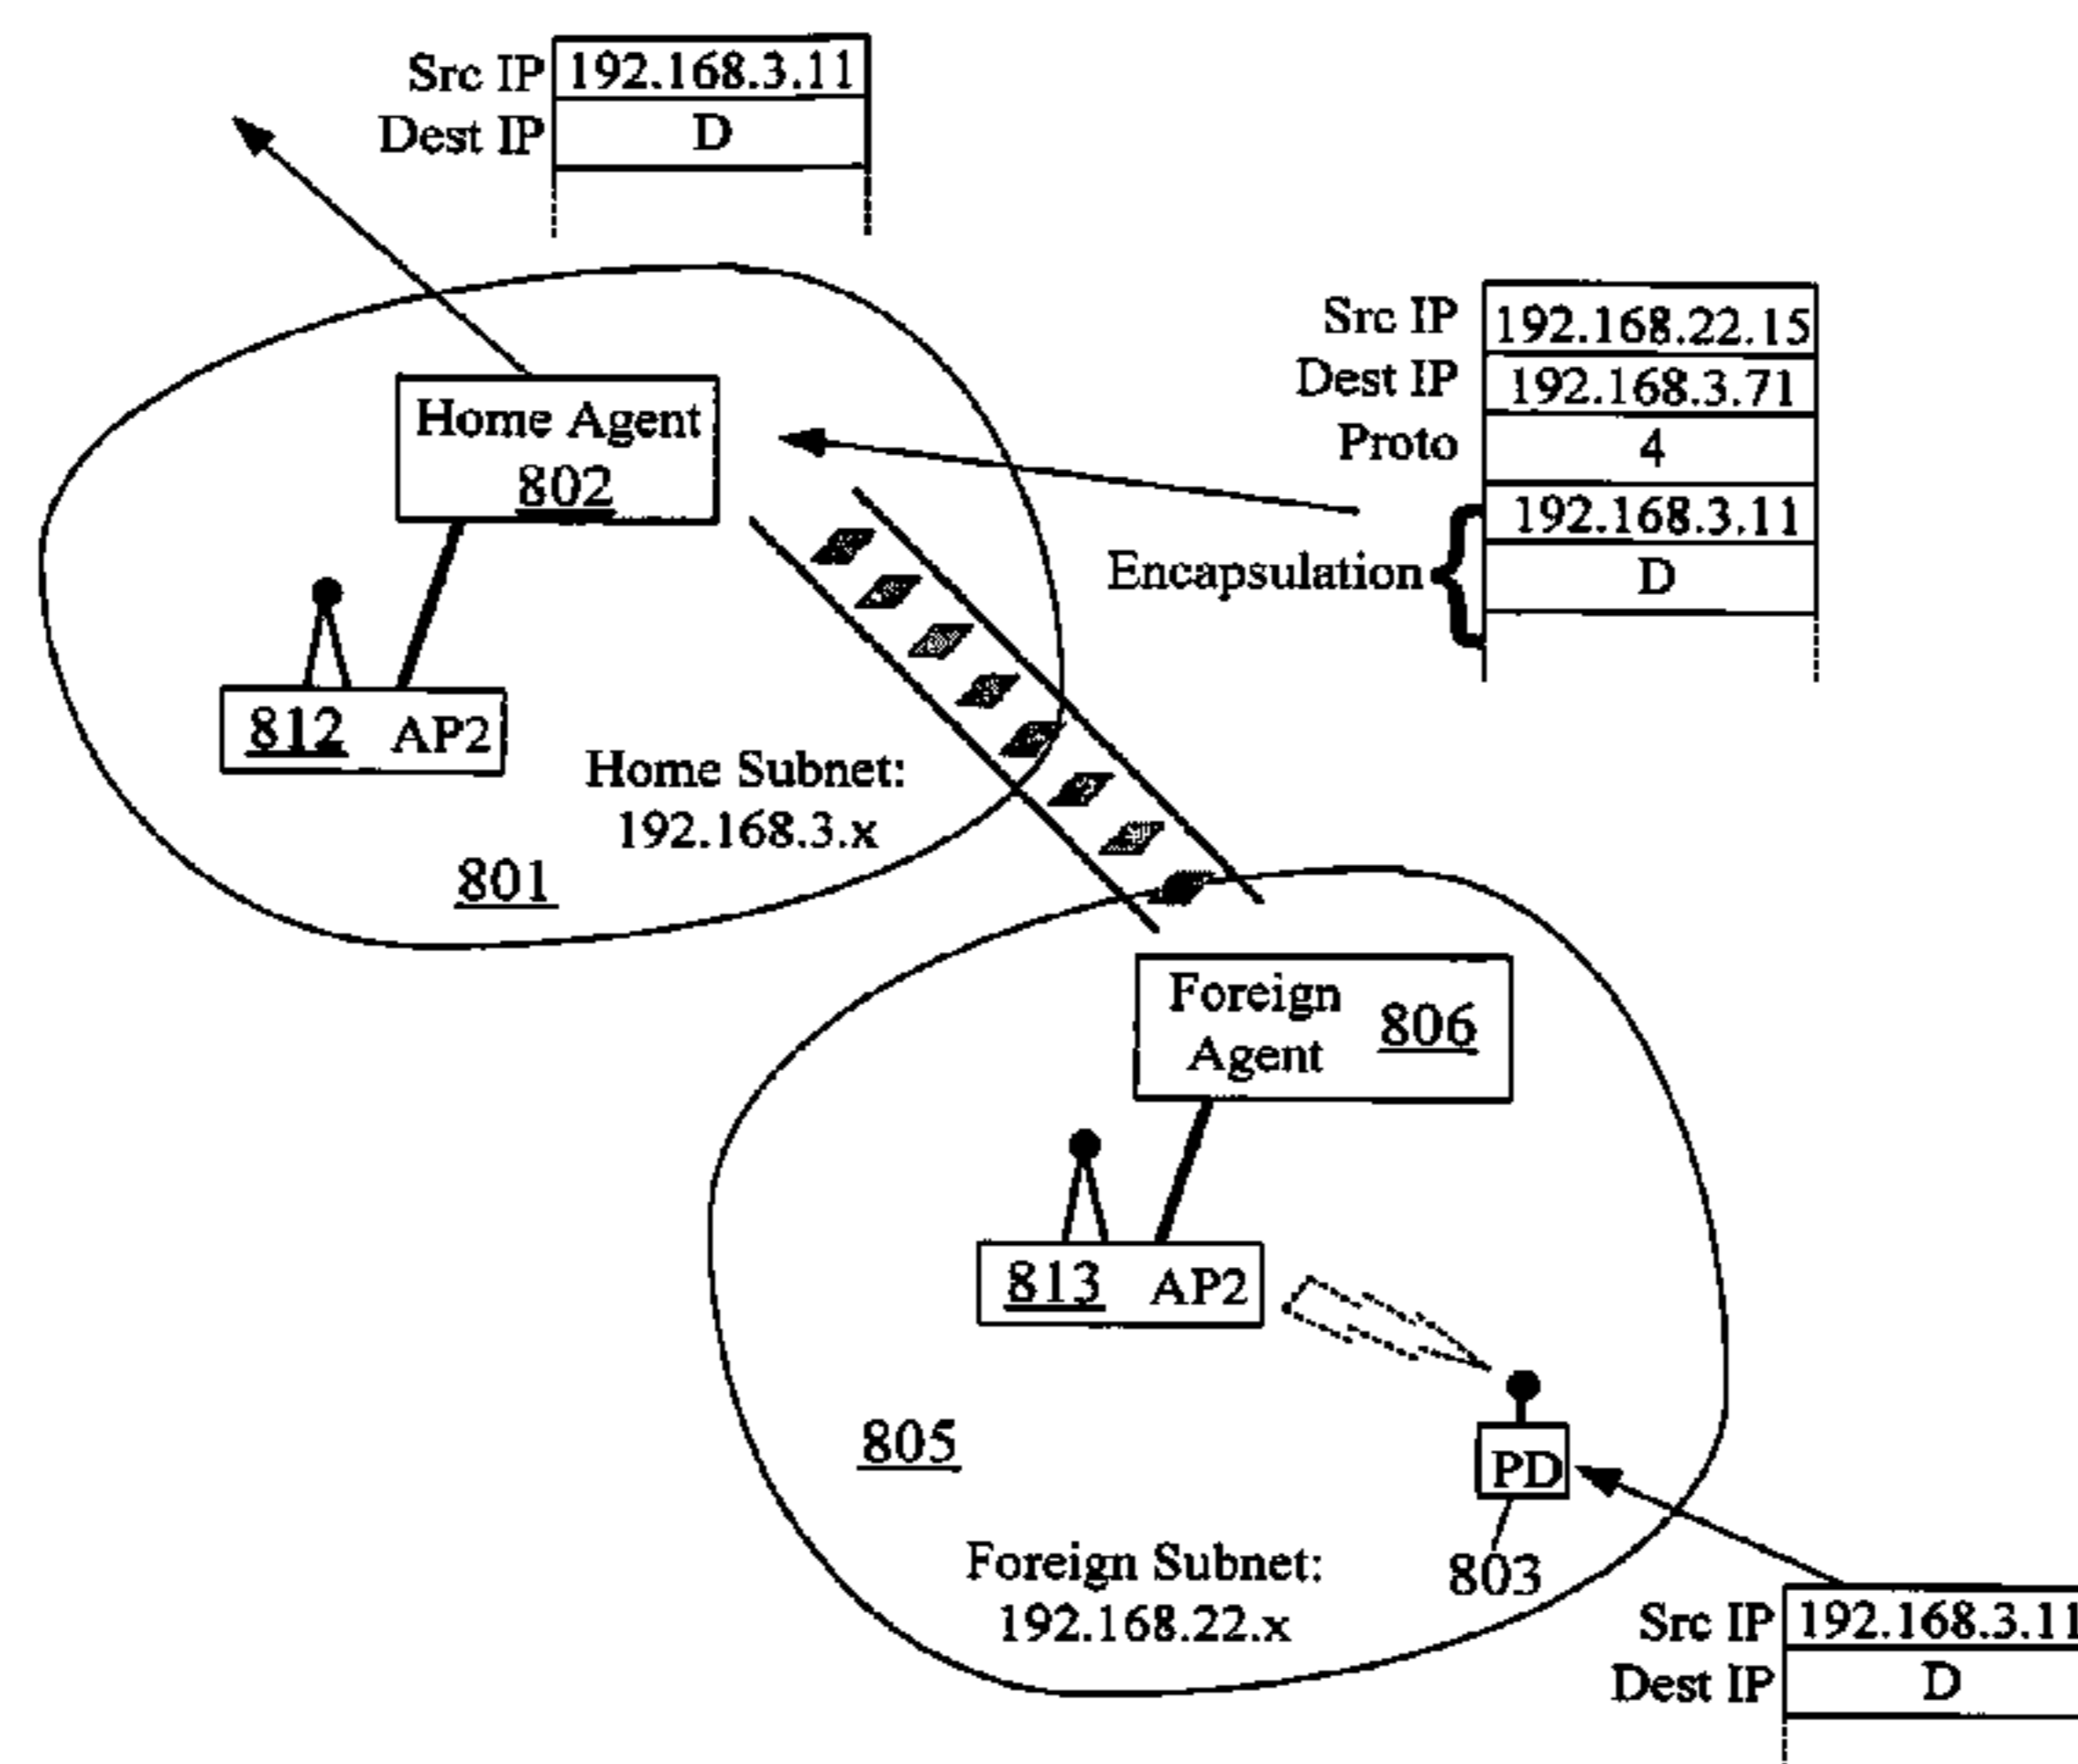 Src IP 192.168.3.11
Dest IP D
Src IP 192.168.22.15
Dest IP 192.168.3.71
Proto 4
192.168.3.11
Encapsulation
D
Home Agent
802
812 AP2
Home Subnet:
192.168.3.x
801
Foreign
Agent
806
813 AP2
805
PD
803
Foreign Subnet:
192.168.22.x
Src IP 192.168.3.11
Dest IP D